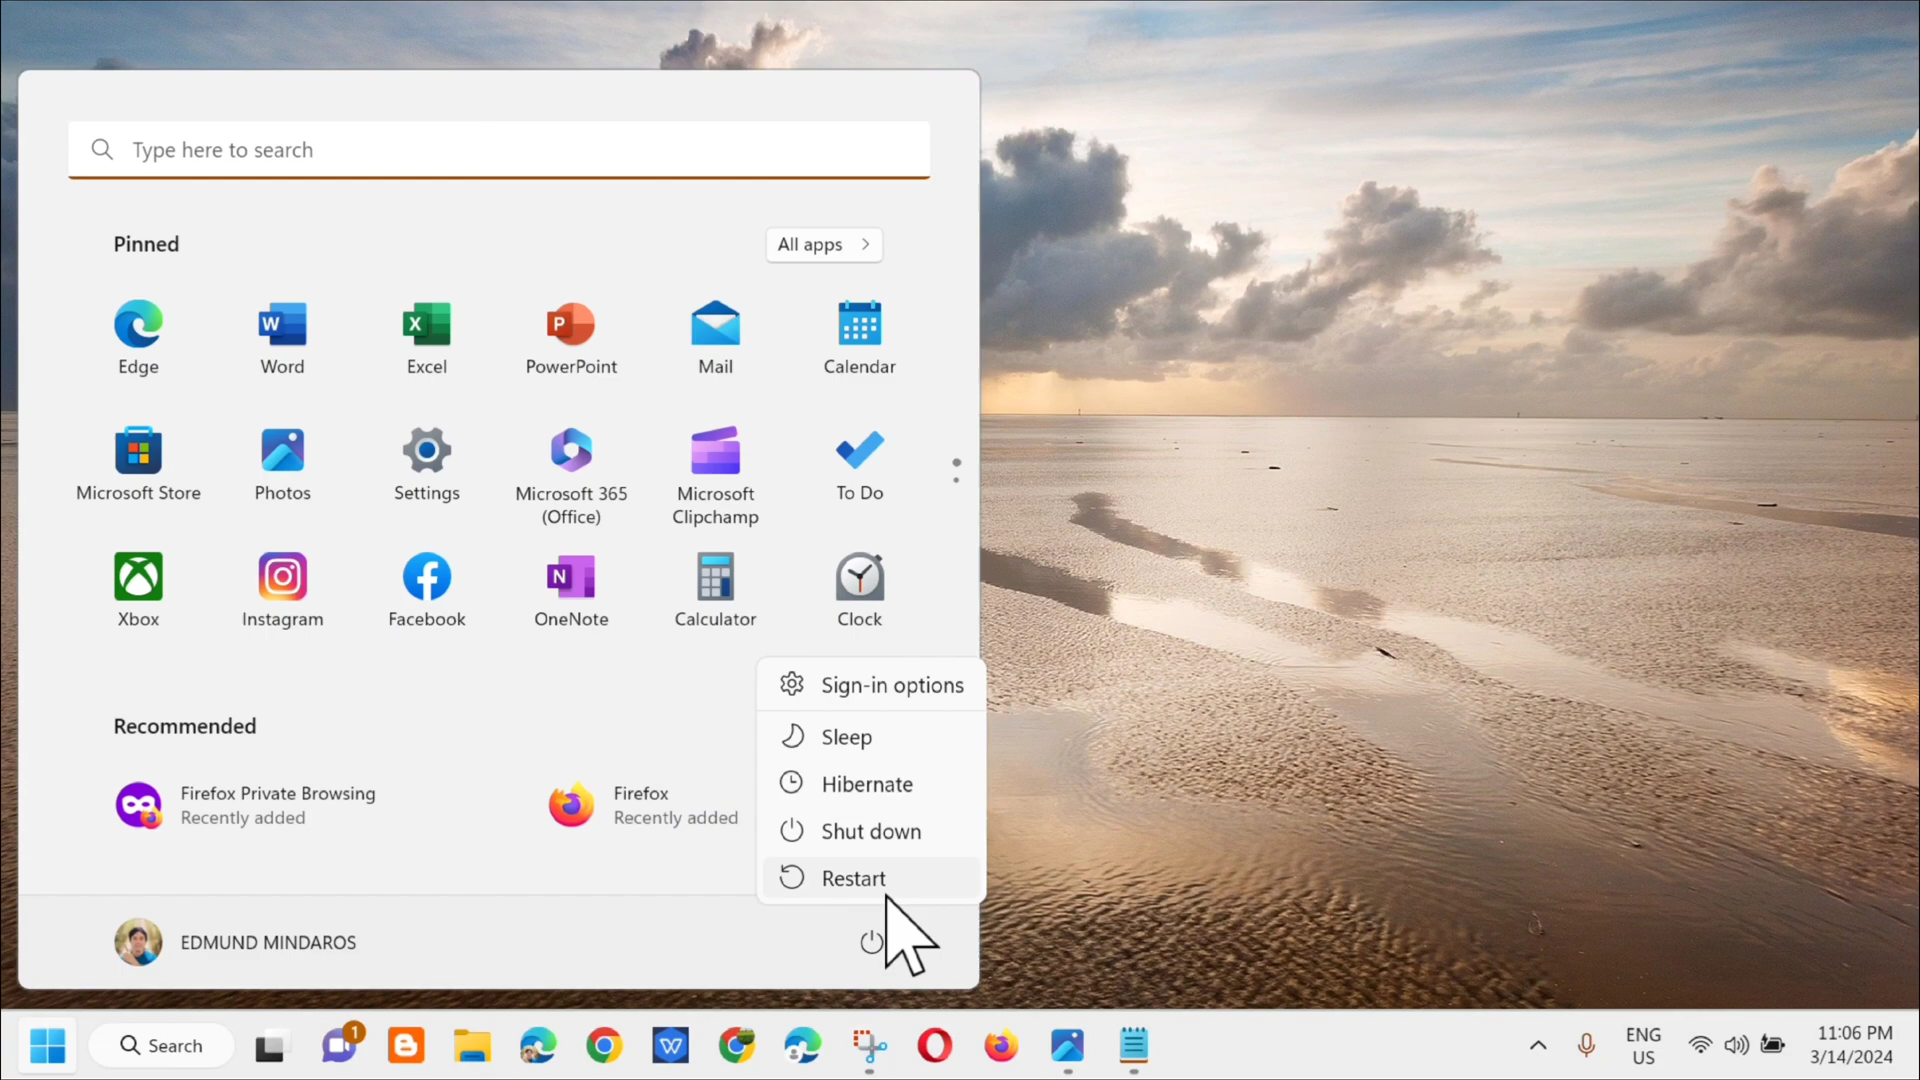 Type here to search
Pinned
All apps
Edge
Word
Excel
PowerPoint
Mail
Calendar
Microsoft Store
Photos
Settings
Microsoft 365
(Office)
Microsoft
Clipchamp
To Do
Xbox
Instagram
Facebook
OneNote
Calculator
Clock
Sign-in options
Sleep
Hibernate
Shut down
Restart
Recommended
Firefox Private Browsing
Recently added
Firefox
Recently added
EDMUND MINDAROS
Search
1
ENG
US
11:06 PM
3/14/2024